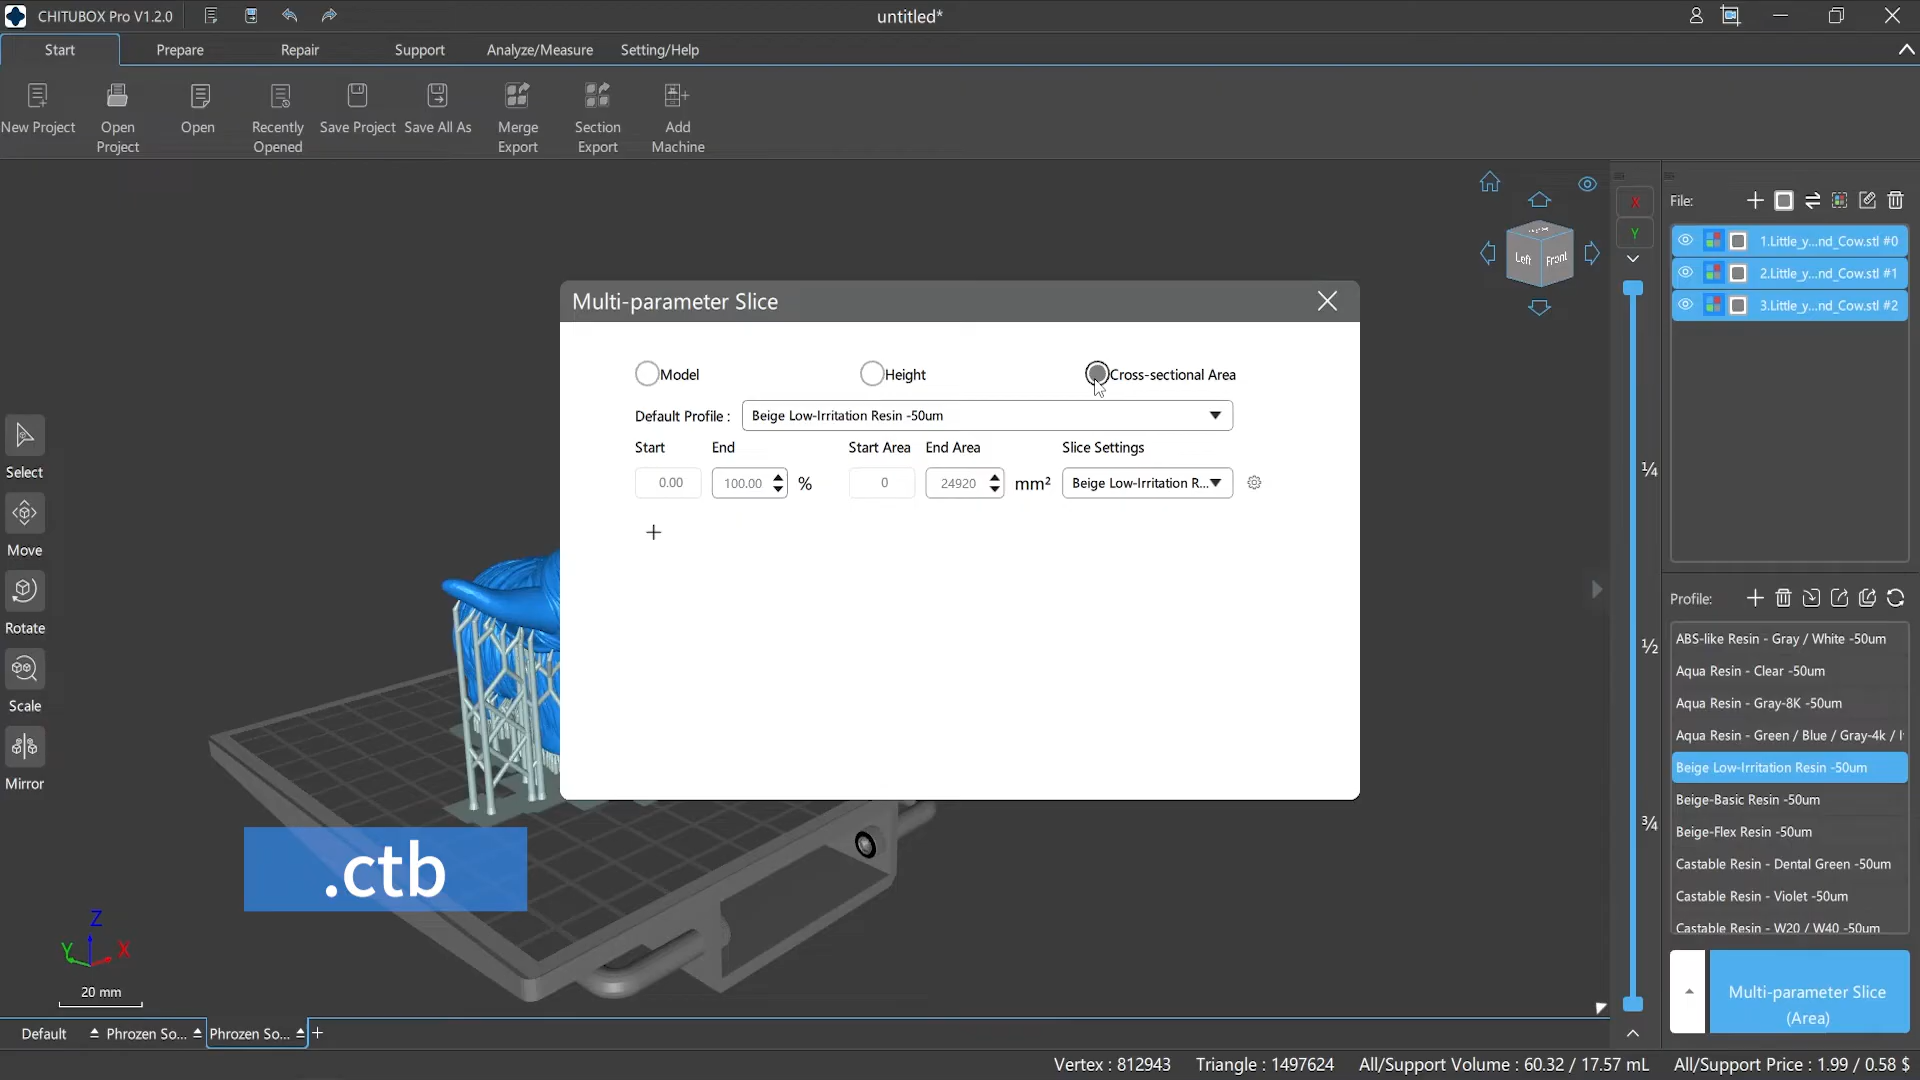 CHITUBOX Pro V1.2.0
untitled*
Start Prepare Repair Support Analyze/Measure Setting/Help
New Project Open Project Open Recently Opened Save Project Save All As Merge Export Section Export Add Machine
X
Y
Left Front
File:
1.Little_y...nd_Cow.stl #0
2.Little_y...nd_Cow.stl #1
3.Little_y...nd_Cow.stl #2
Multi-parameter Slice
Model Height Cross-sectional Area
Default Profile : Beige Low-Irritation Resin -50um
Start End Start Area End Area Slice Settings
0.00 100.00 % 0 24920 mm² Beige Low-Irritation R...
+
Select
Move
Rotate
Scale
Mirror
¼
½
¾
Profile:
ABS-like Resin - Gray / White -50um
Aqua Resin - Clear -50um
Aqua Resin - Gray-8K -50um
Aqua Resin - Green / Blue / Gray-4k /
Beige Low-Irritation Resin -50um
Beige-Basic Resin -50um
Beige-Flex Resin -50um
Castable Resin - Dental Green -50um
Castable Resin - Violet -50um
Castable Resin - W20 / W40 -50um
.ctb
Z
Y X
20 mm
Multi-parameter Slice
(Area)
Default Phrozen So... Phrozen So... +
Vertex : 812943 Triangle : 1497624 All/Support Volume : 60.32 / 17.57 mL All/Support Price : 1.99 / 0.58 $